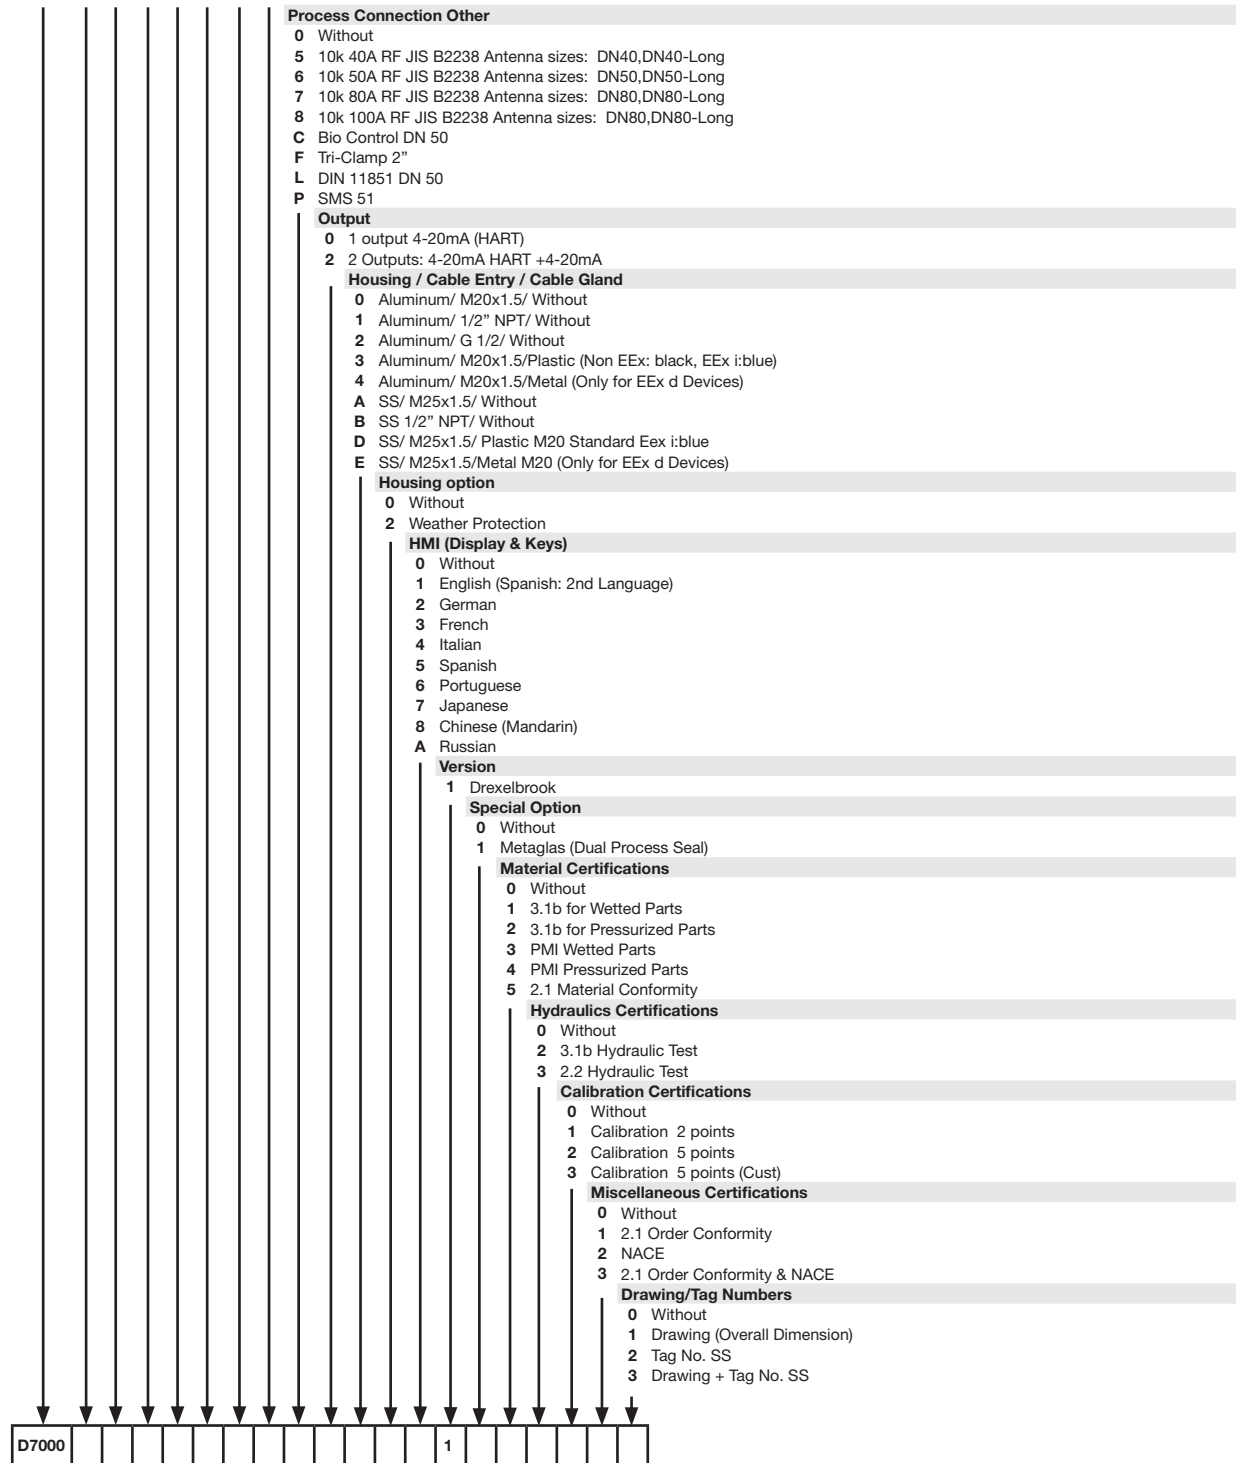 Process Connection Other
0 Without
5 10k 40A RF JIS B2238 Antenna sizes: DN40,DN40-Long
6 10k 50A RF JIS B2238 Antenna sizes: DN50,DN50-Long
7 10k 80A RF JIS B2238 Antenna sizes: DN80,DN80-Long
8 10k 100A RF JIS B2238 Antenna sizes: DN80,DN80-Long
C Bio Control DN 50
F Tri-Clamp 2”
L DIN 11851 DN 50
P SMS 51
Output
0 1 output 4-20mA (HART)
2 2 Outputs: 4-20mA HART +4-20mA
Housing / Cable Entry / Cable Gland
0 Aluminum/ M20x1.5/ Without
1 Aluminum/ 1/2” NPT/ Without
2 Aluminum/ G 1/2/ Without
3 Aluminum/ M20x1.5/Plastic (Non EEx: black, EEx i:blue)
4 Aluminum/ M20x1.5/Metal (Only for EEx d Devices)
A SS/ M25x1.5/ Without
B SS 1/2” NPT/ Without
D SS/ M25x1.5/ Plastic M20 Standard Eex i:blue
E SS/ M25x1.5/Metal M20 (Only for EEx d Devices)
Housing option
0 Without
2 Weather Protection
HMI (Display & Keys)
0 Without
1 English (Spanish: 2nd Language)
2 German
3 French
4 Italian
5 Spanish
6 Portuguese
7 Japanese
8 Chinese (Mandarin)
A Russian
Version
1 Drexelbrook
Special Option
0 Without
1 Metaglas (Dual Process Seal)
Material Certifications
0 Without
1 3.1b for Wetted Parts
2 3.1b for Pressurized Parts
3 PMI Wetted Parts
4 PMI Pressurized Parts
5 2.1 Material Conformity
Hydraulics Certifications
0 Without
2 3.1b Hydraulic Test
3 2.2 Hydraulic Test
Calibration Certifications
0 Without
1 Calibration 2 points
2 Calibration 5 points
3 Calibration 5 points (Cust)
Miscellaneous Certifications
0 Without
1 2.1 Order Conformity
2 NACE
3 2.1 Order Conformity & NACE
Drawing/Tag Numbers
0 Without
1 Drawing (Overall Dimension)
2 Tag No. SS
3 Drawing + Tag No. SS
D7000 1